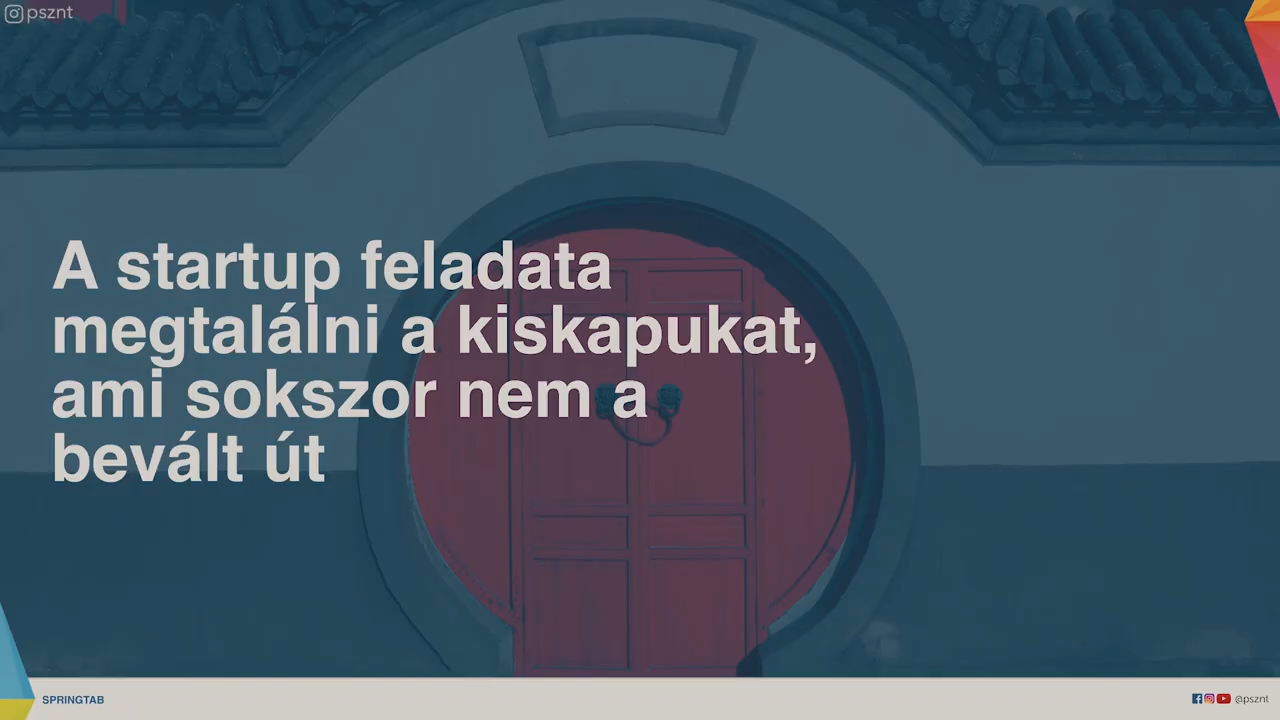 psznt
A startup feladata
megtalálni a kiskapukat,
ami sokszor nem a
bevált út
SPRINGTAB
@psznt